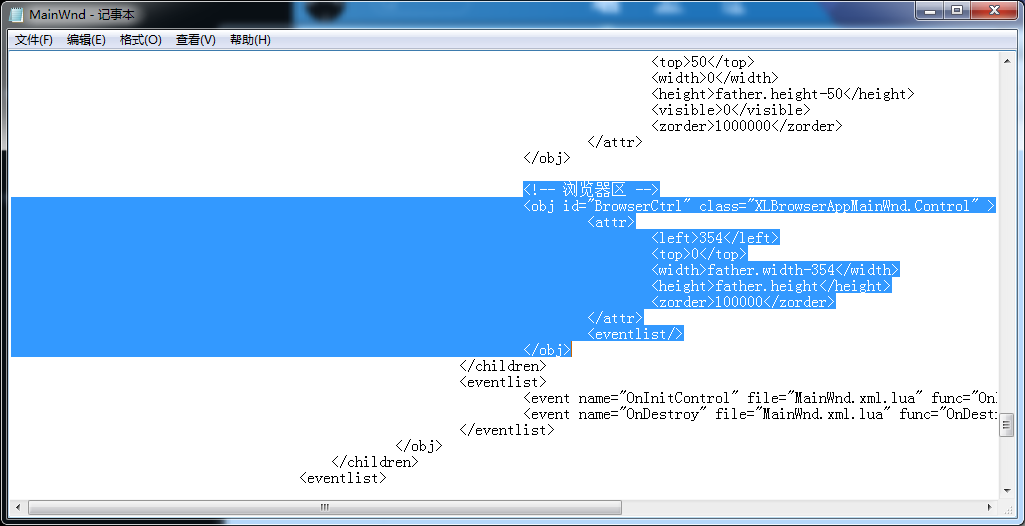 MainWnd - 记事本
文件(F) 编辑(E) 格式(O) 查看(V) 帮助(H)
<top>50</top>
<width>0</width>
<height>father.height-50</height>
<visible>0</visible>
<zorder>1000000</zorder>
</attr>
</obj>
<!-- 浏览器区 -->
<obj id="BrowserCtrl" class="XLBrowserAppMainWnd.Control" >
<attr>
<left>354</left>
<top>0</top>
<width>father.width-354</width>
<height>father.height</height>
<zorder>100000</zorder>
</attr>
<eventlist/>
</obj>
</children>
<eventlist>
<event name="OnInitControl" file="MainWnd.xml.lua" func="OnI
<event name="OnDestroy" file="MainWnd.xml.lua" func="OnDest
</eventlist>
</obj>
</children>
<eventlist>